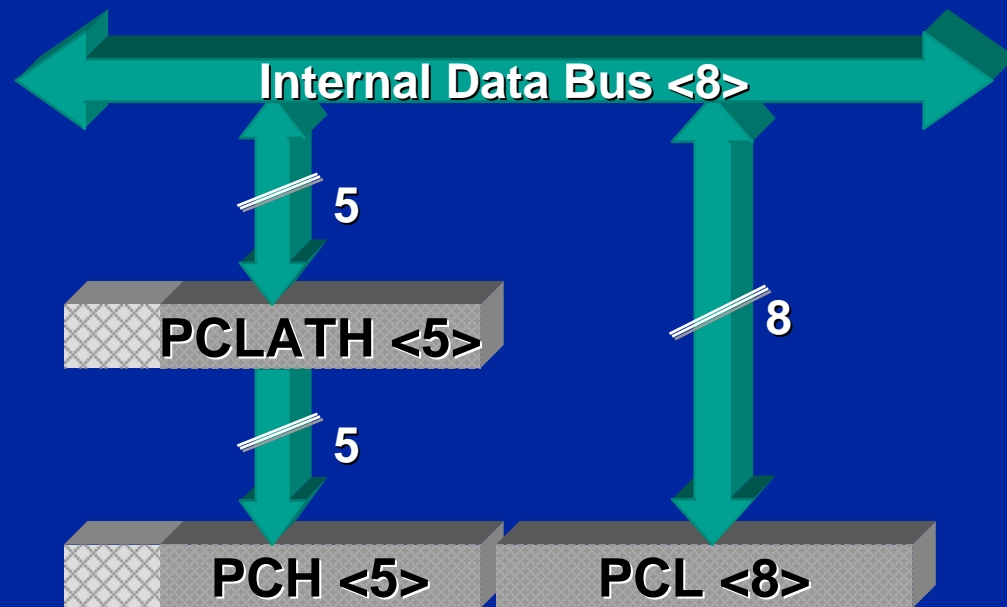 Internal Data Bus <8>
5
PCLATH <5>
8
5
PCH <5>
PCL <8>